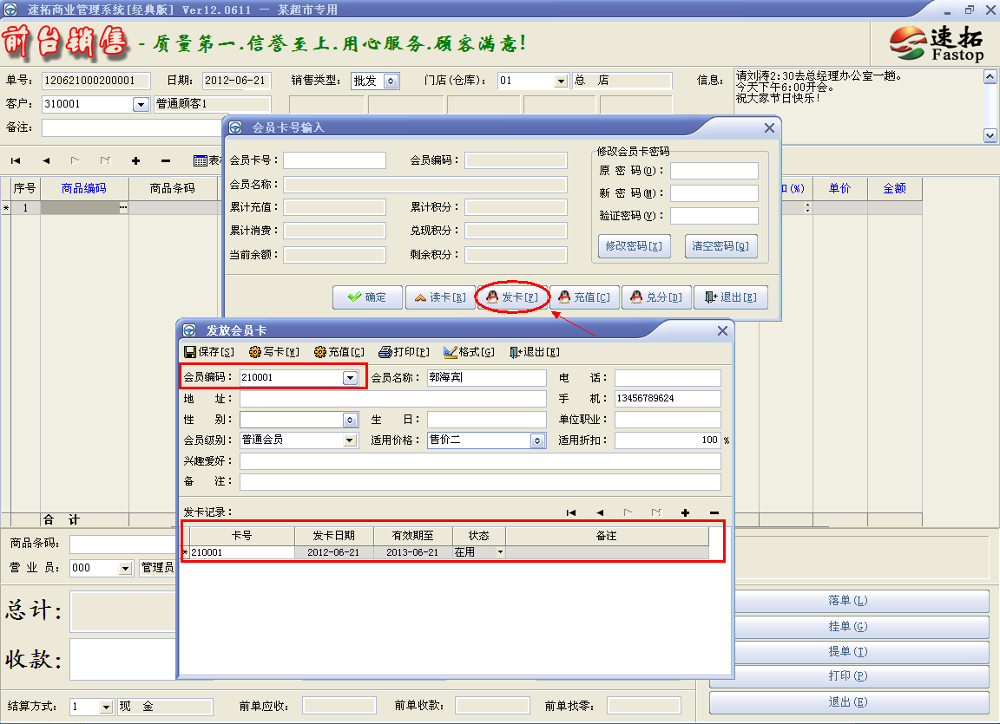 速拓商业管理系统[经典版] Ver12.0611 — 某超市专用
前台销售 - 质量第一.信誉至上.用心服务.顾客满意!
速拓 Fastop
单号: 120621000200001 日期: 2012-06-21 销售类型: 批发 门店(仓库): 01 总 店 信息:
请刘涛2:30去总经理办公室一趟。
今天下午6:00开会。
祝大家节日快乐!
客户: 310001 普通顾客1
备注:
表格
序号 商品编码 商品条码 扣(%) 单价 金额
* 1
会员卡号输入
会员卡号: 会员编码:
会员名称:
累计充值: 累计积分:
累计消费: 兑现积分:
当前余额: 剩余积分:
修改会员卡密码
原 密 码(O):
新 密 码(N):
验证密码(V):
修改密码[X] 清空密码[Q]
确定 读卡[R] 发卡[F] 充值[C] 兑分[D] 退出[E]
发放会员卡
保存[S] 写卡[W] 充值[C] 打印[P] 格式[G] 退出[E]
会员编码: 210001 会员名称: 郭海宾 电 话:
地 址: 手 机: 13456789624
性 别: 生 日: 单位职业:
会员级别: 普通会员 适用价格: 售价二 适用折扣: 100 %
兴趣爱好:
备 注:
发卡记录:
卡号 发卡日期 有效期至 状态 备注
* 210001 2012-06-21 2013-06-21 在用
合 计
商品条码:
营 业 员: 000 管理员
总计:
收款:
落单(L)
挂单(G)
提单(T)
打印(P)
退出(E)
结算方式: 1 现 金 前单应收: 前单收款: 前单找零: